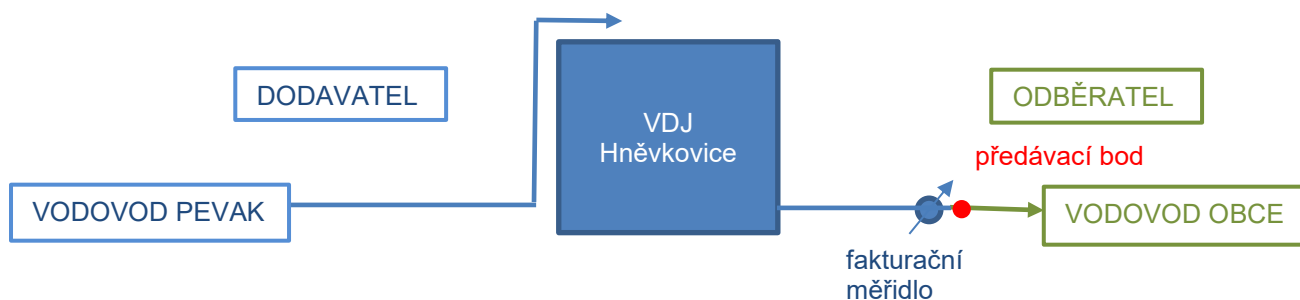 DODAVATEL
VDJ
Hněvkovice
ODBĚRATEL
předávací bod
VODOVOD PEVAK
VODOVOD OBCE
fakturační
měřidlo